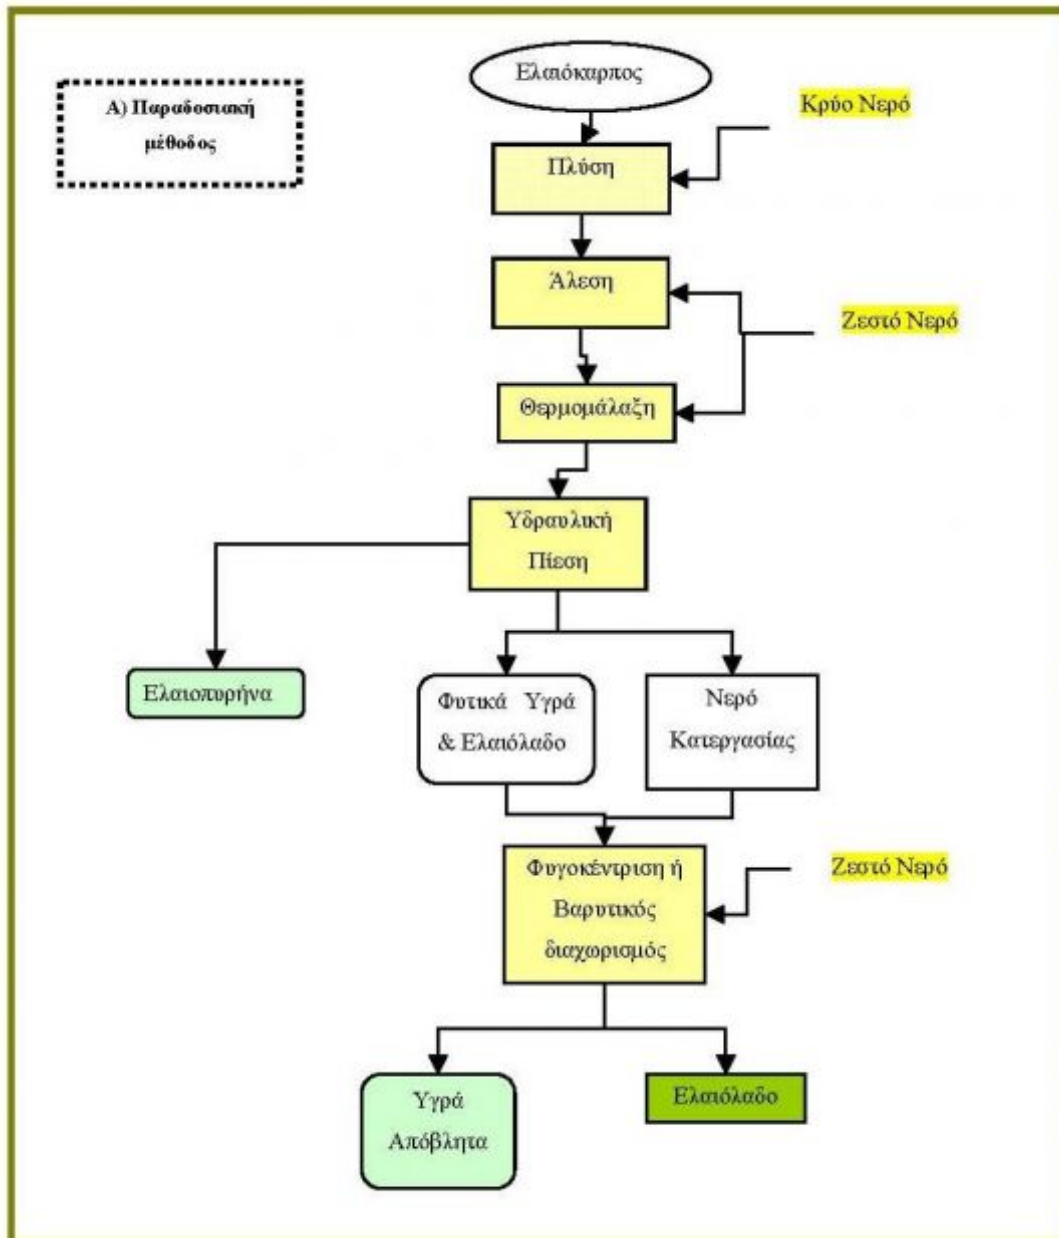 Α) Παραδοσιακή
μέθοδος
Ελαιόκαρπος
Κρύο Νερό
Πλύση
Άλεση
Ζεστό Νερό
Θερμομάλαξη
Υδραυλική
Πίεση
Ελαιοπυρήνα
Φυτικά Υγρά
& Ελαιόλαδο
Νερό
Κατεργασίας
Φυγοκέντριση ή
Βαρυτικός
διαχωρισμός
Ζεστό Νερό
Υγρά
Απόβλητα
Ελαιόλαδο